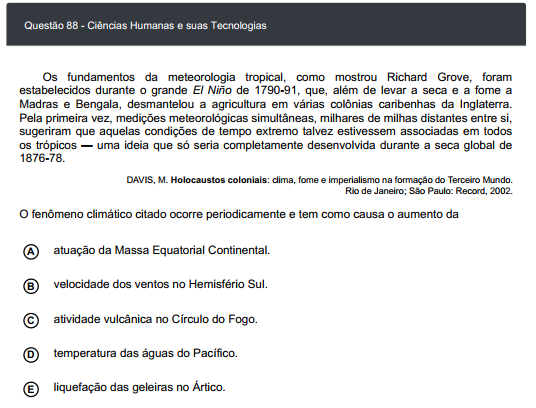 Questão 88 - Ciências Humanas e suas Tecnologias
Os fundamentos da meteorologia tropical, como mostrou Richard Grove, foram
estabelecidos durante o grande El Niño de 1790-91, que, além de levar a seca e a fome a
Madras e Bengala, desmantelou a agricultura em várias colônias caribenhas da Inglaterra.
Pela primeira vez, medições meteorológicas simultâneas, milhares de milhas distantes entre si,
sugeriram que aquelas condições de tempo extremo talvez estivessem associadas em todos
os trópicos — uma ideia que só seria completamente desenvolvida durante a seca global de
1876-78.
DAVIS, M. Holocaustos coloniais: clima, fome e imperialismo na formação do Terceiro Mundo.
Rio de Janeiro; São Paulo: Record, 2002.
O fenômeno climático citado ocorre periodicamente e tem como causa o aumento da
A atuação da Massa Equatorial Continental.
B velocidade dos ventos no Hemisfério Sul.
C atividade vulcânica no Círculo do Fogo.
D temperatura das águas do Pacífico.
E liquefação das geleiras no Ártico.